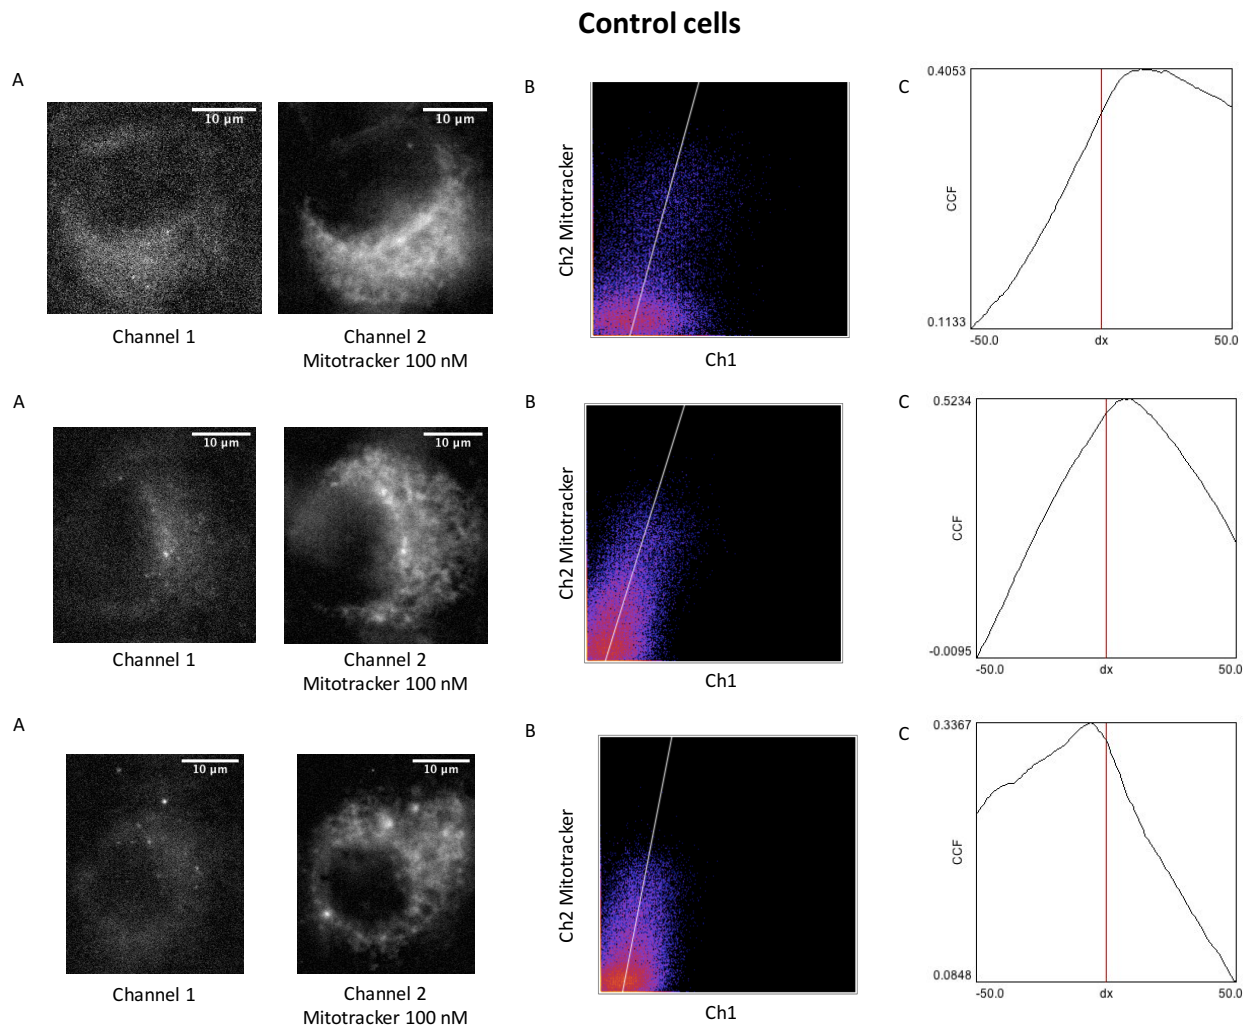 Control cells
A
10 µm
10 µm
Channel 1
Channel 2
Mitotracker 100 nM
B
Ch2 Mitotracker
Ch1
C
0.4053
CCF
0.1133
-50.0 dx 50.0
A
10 µm
10 µm
Channel 1
Channel 2
Mitotracker 100 nM
B
Ch2 Mitotracker
Ch1
C
0.5234
CCF
-0.0095
-50.0 dx 50.0
A
10 µm
10 µm
Channel 1
Channel 2
Mitotracker 100 nM
B
Ch2 Mitotracker
Ch1
C
0.3367
CCF
0.0848
-50.0 dx 50.0